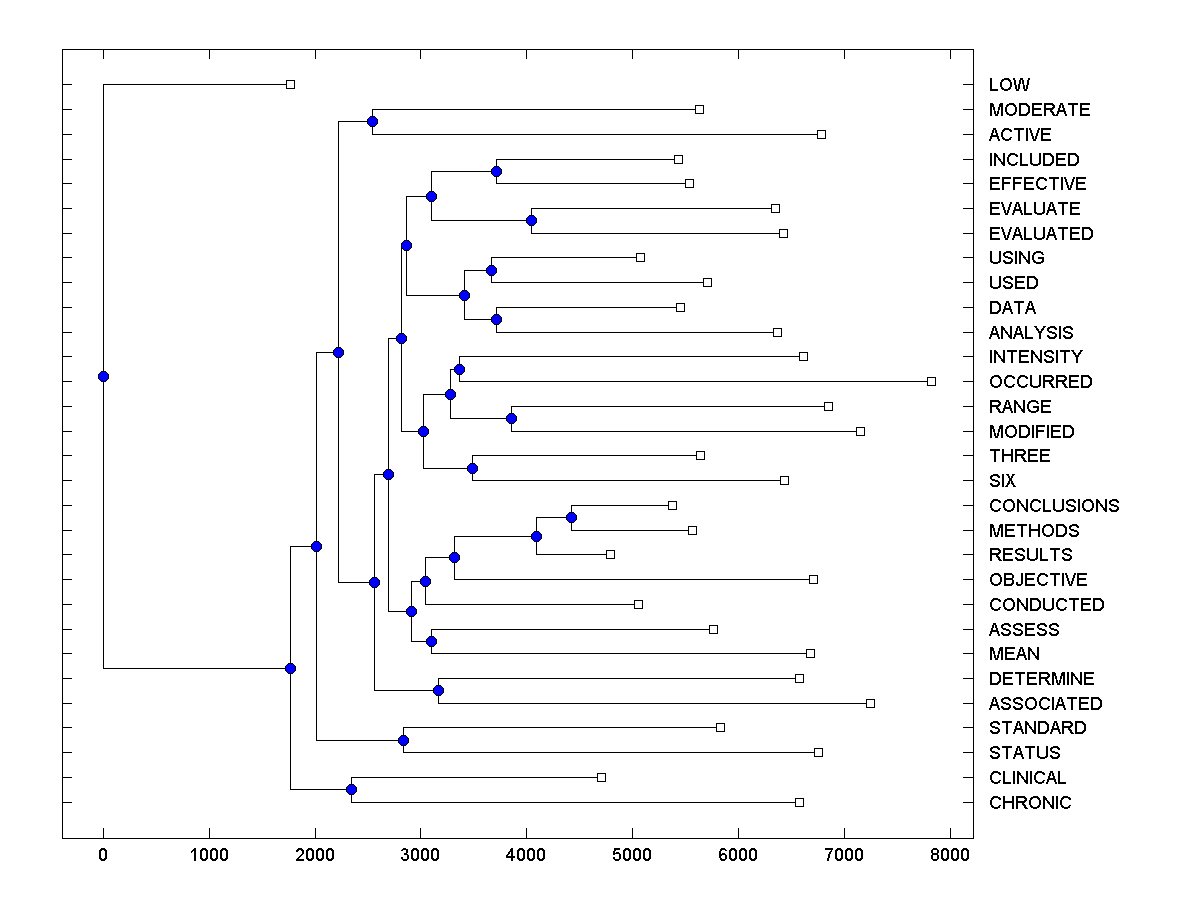 LOW
MODERATE
ACTIVE
INCLUDED
EFFECTIVE
EVALUATE
EVALUATED
USING
USED
DATA
ANALYSIS
INTENSITY
OCCURRED
RANGE
MODIFIED
THREE
SIX
CONCLUSIONS
METHODS
RESULTS
OBJECTIVE
CONDUCTED
ASSESS
MEAN
DETERMINE
ASSOCIATED
STANDARD
STATUS
CLINICAL
CHRONIC
0 1000 2000 3000 4000 5000 6000 7000 8000